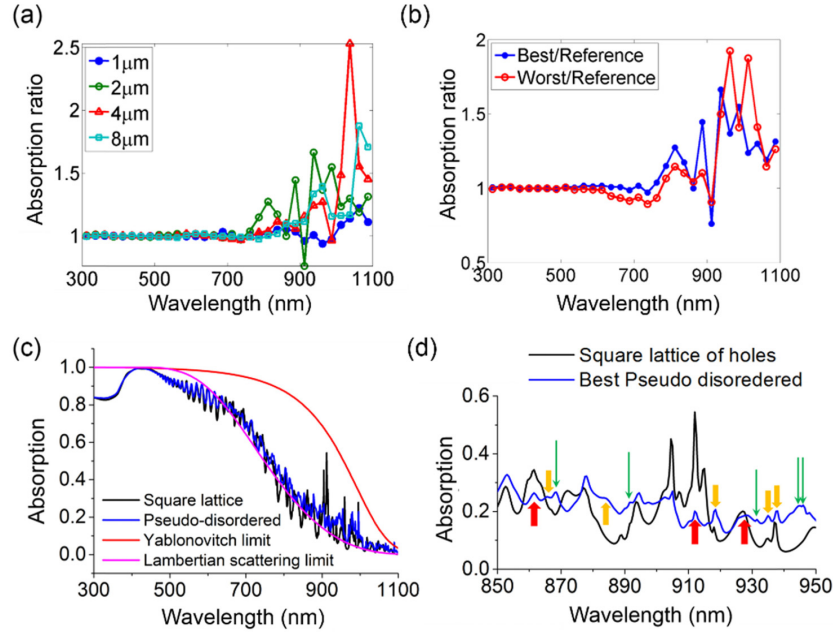 (a)
2.5
2
1.5
1
Absorption ratio
1μm
2μm
4μm
8μm
300 500 700 900 1100
Wavelength (nm)
(b)
2
1.5
1
0.5
Absorption ratio
Best/Reference
Worst/Reference
300 500 700 900 1100
Wavelength (nm)
(c)
1.0
0.8
0.6
0.4
0.2
0.0
Absorption
Square lattice
Pseudo-disordered
Yablonovitch limit
Lambertian scattering limit
300 500 700 900 1100
Wavelength (nm)
(d)
Square lattice of holes
Best Pseudo disoredered
0.6
0.4
0.2
0.0
Absorption
850 870 890 910 930 950
Wavelength (nm)